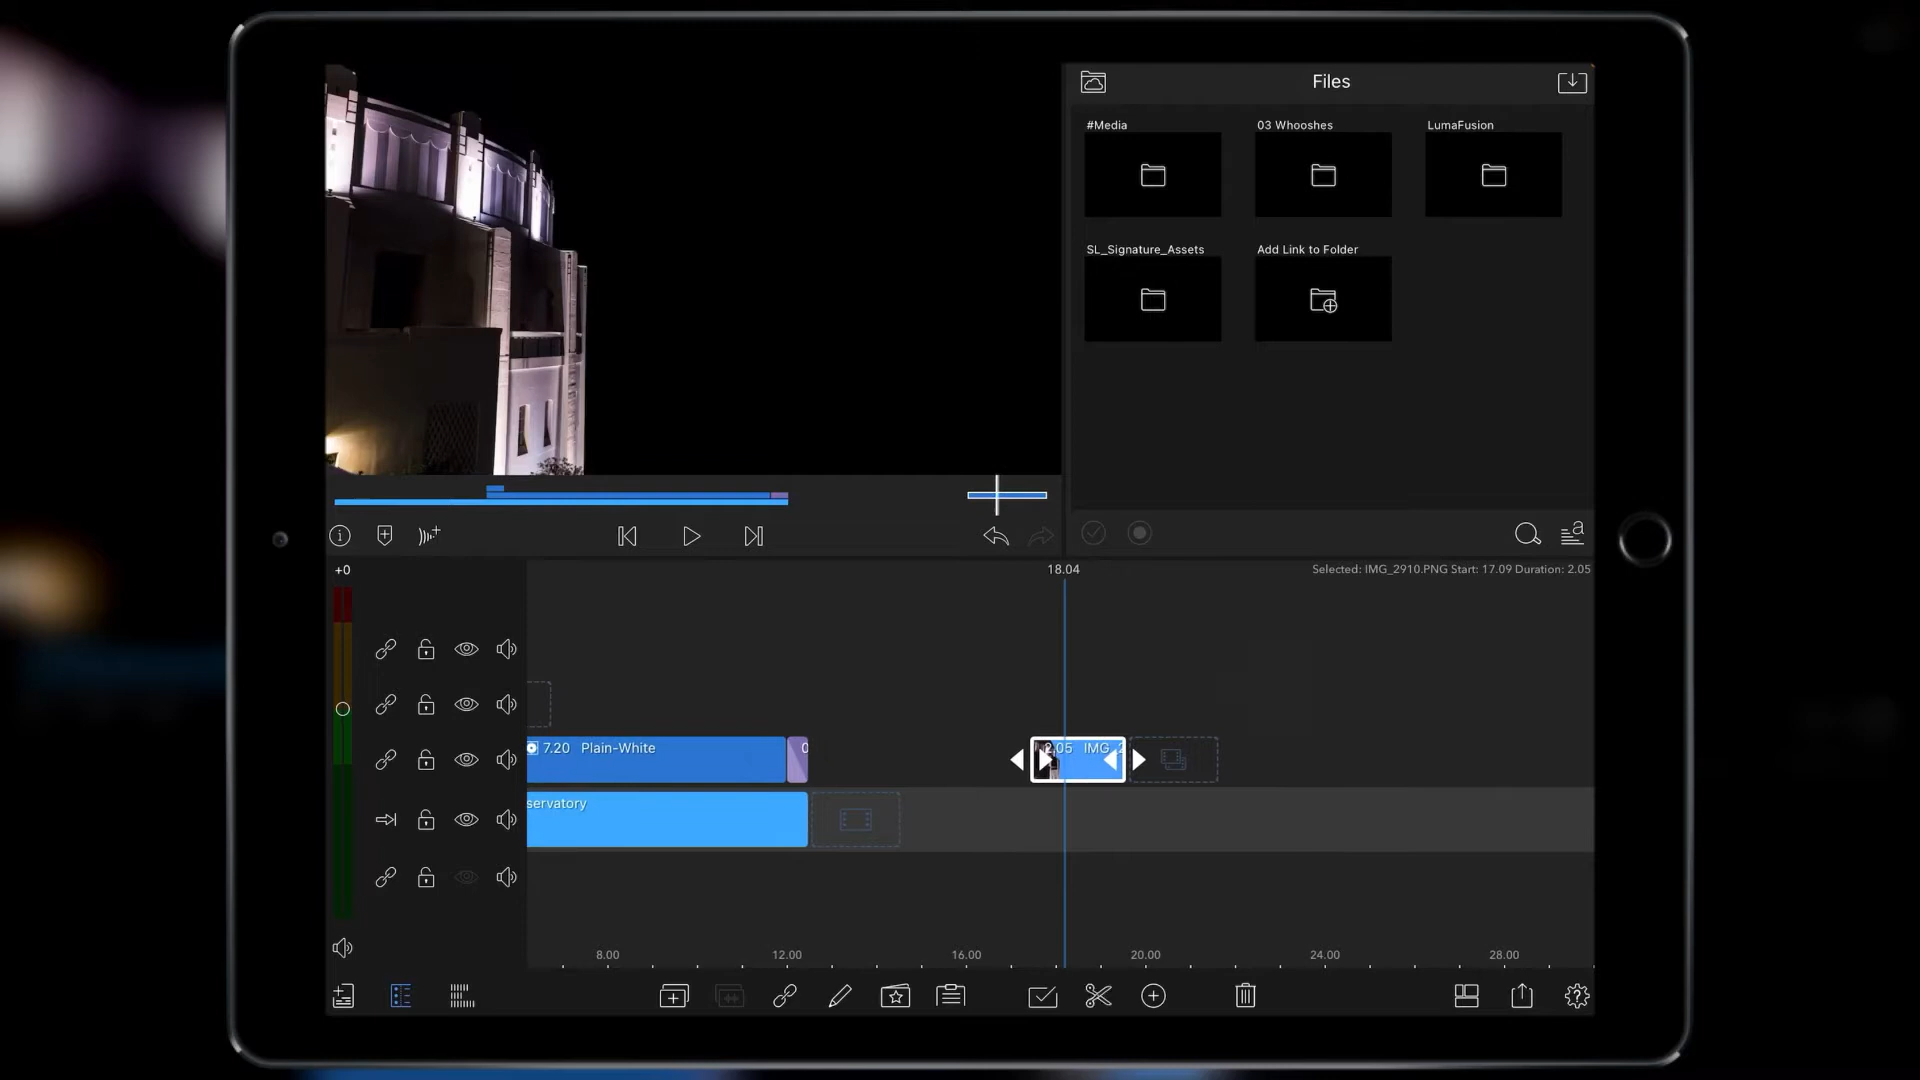 Files
#Media
03 Whooshes
LumaFusion
SL_Signature_Assets
Add Link to Folder
+0
18.04
Selected: IMG_2910.PNG Start: 17.09 Duration: 2.05
7.20 Plain-White
0
2.05 IMG_2
servatory
8.00
12.00
16.00
20.00
24.00
28.00